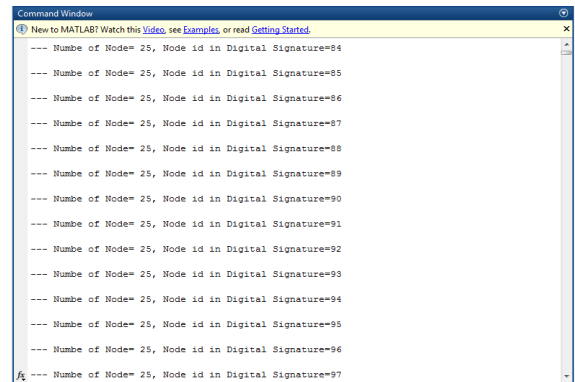 Command Window
New to MATLAB? Watch this Video, see Examples, or read Getting Started.
--- Numbe of Node= 25, Node id in Digital Signature=84
--- Numbe of Node= 25, Node id in Digital Signature=85
--- Numbe of Node= 25, Node id in Digital Signature=86
--- Numbe of Node= 25, Node id in Digital Signature=87
--- Numbe of Node= 25, Node id in Digital Signature=88
--- Numbe of Node= 25, Node id in Digital Signature=89
--- Numbe of Node= 25, Node id in Digital Signature=90
--- Numbe of Node= 25, Node id in Digital Signature=91
--- Numbe of Node= 25, Node id in Digital Signature=92
--- Numbe of Node= 25, Node id in Digital Signature=93
--- Numbe of Node= 25, Node id in Digital Signature=94
--- Numbe of Node= 25, Node id in Digital Signature=95
--- Numbe of Node= 25, Node id in Digital Signature=96
fx --- Numbe of Node= 25, Node id in Digital Signature=97